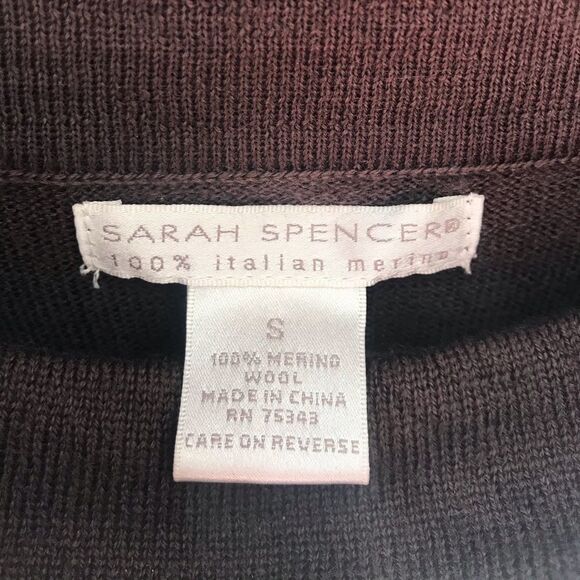 SARAH SPENCER®
100% italian merino
S
100% MERINO
WOOL
MADE IN CHINA
RN 75343
CARE ON REVERSE